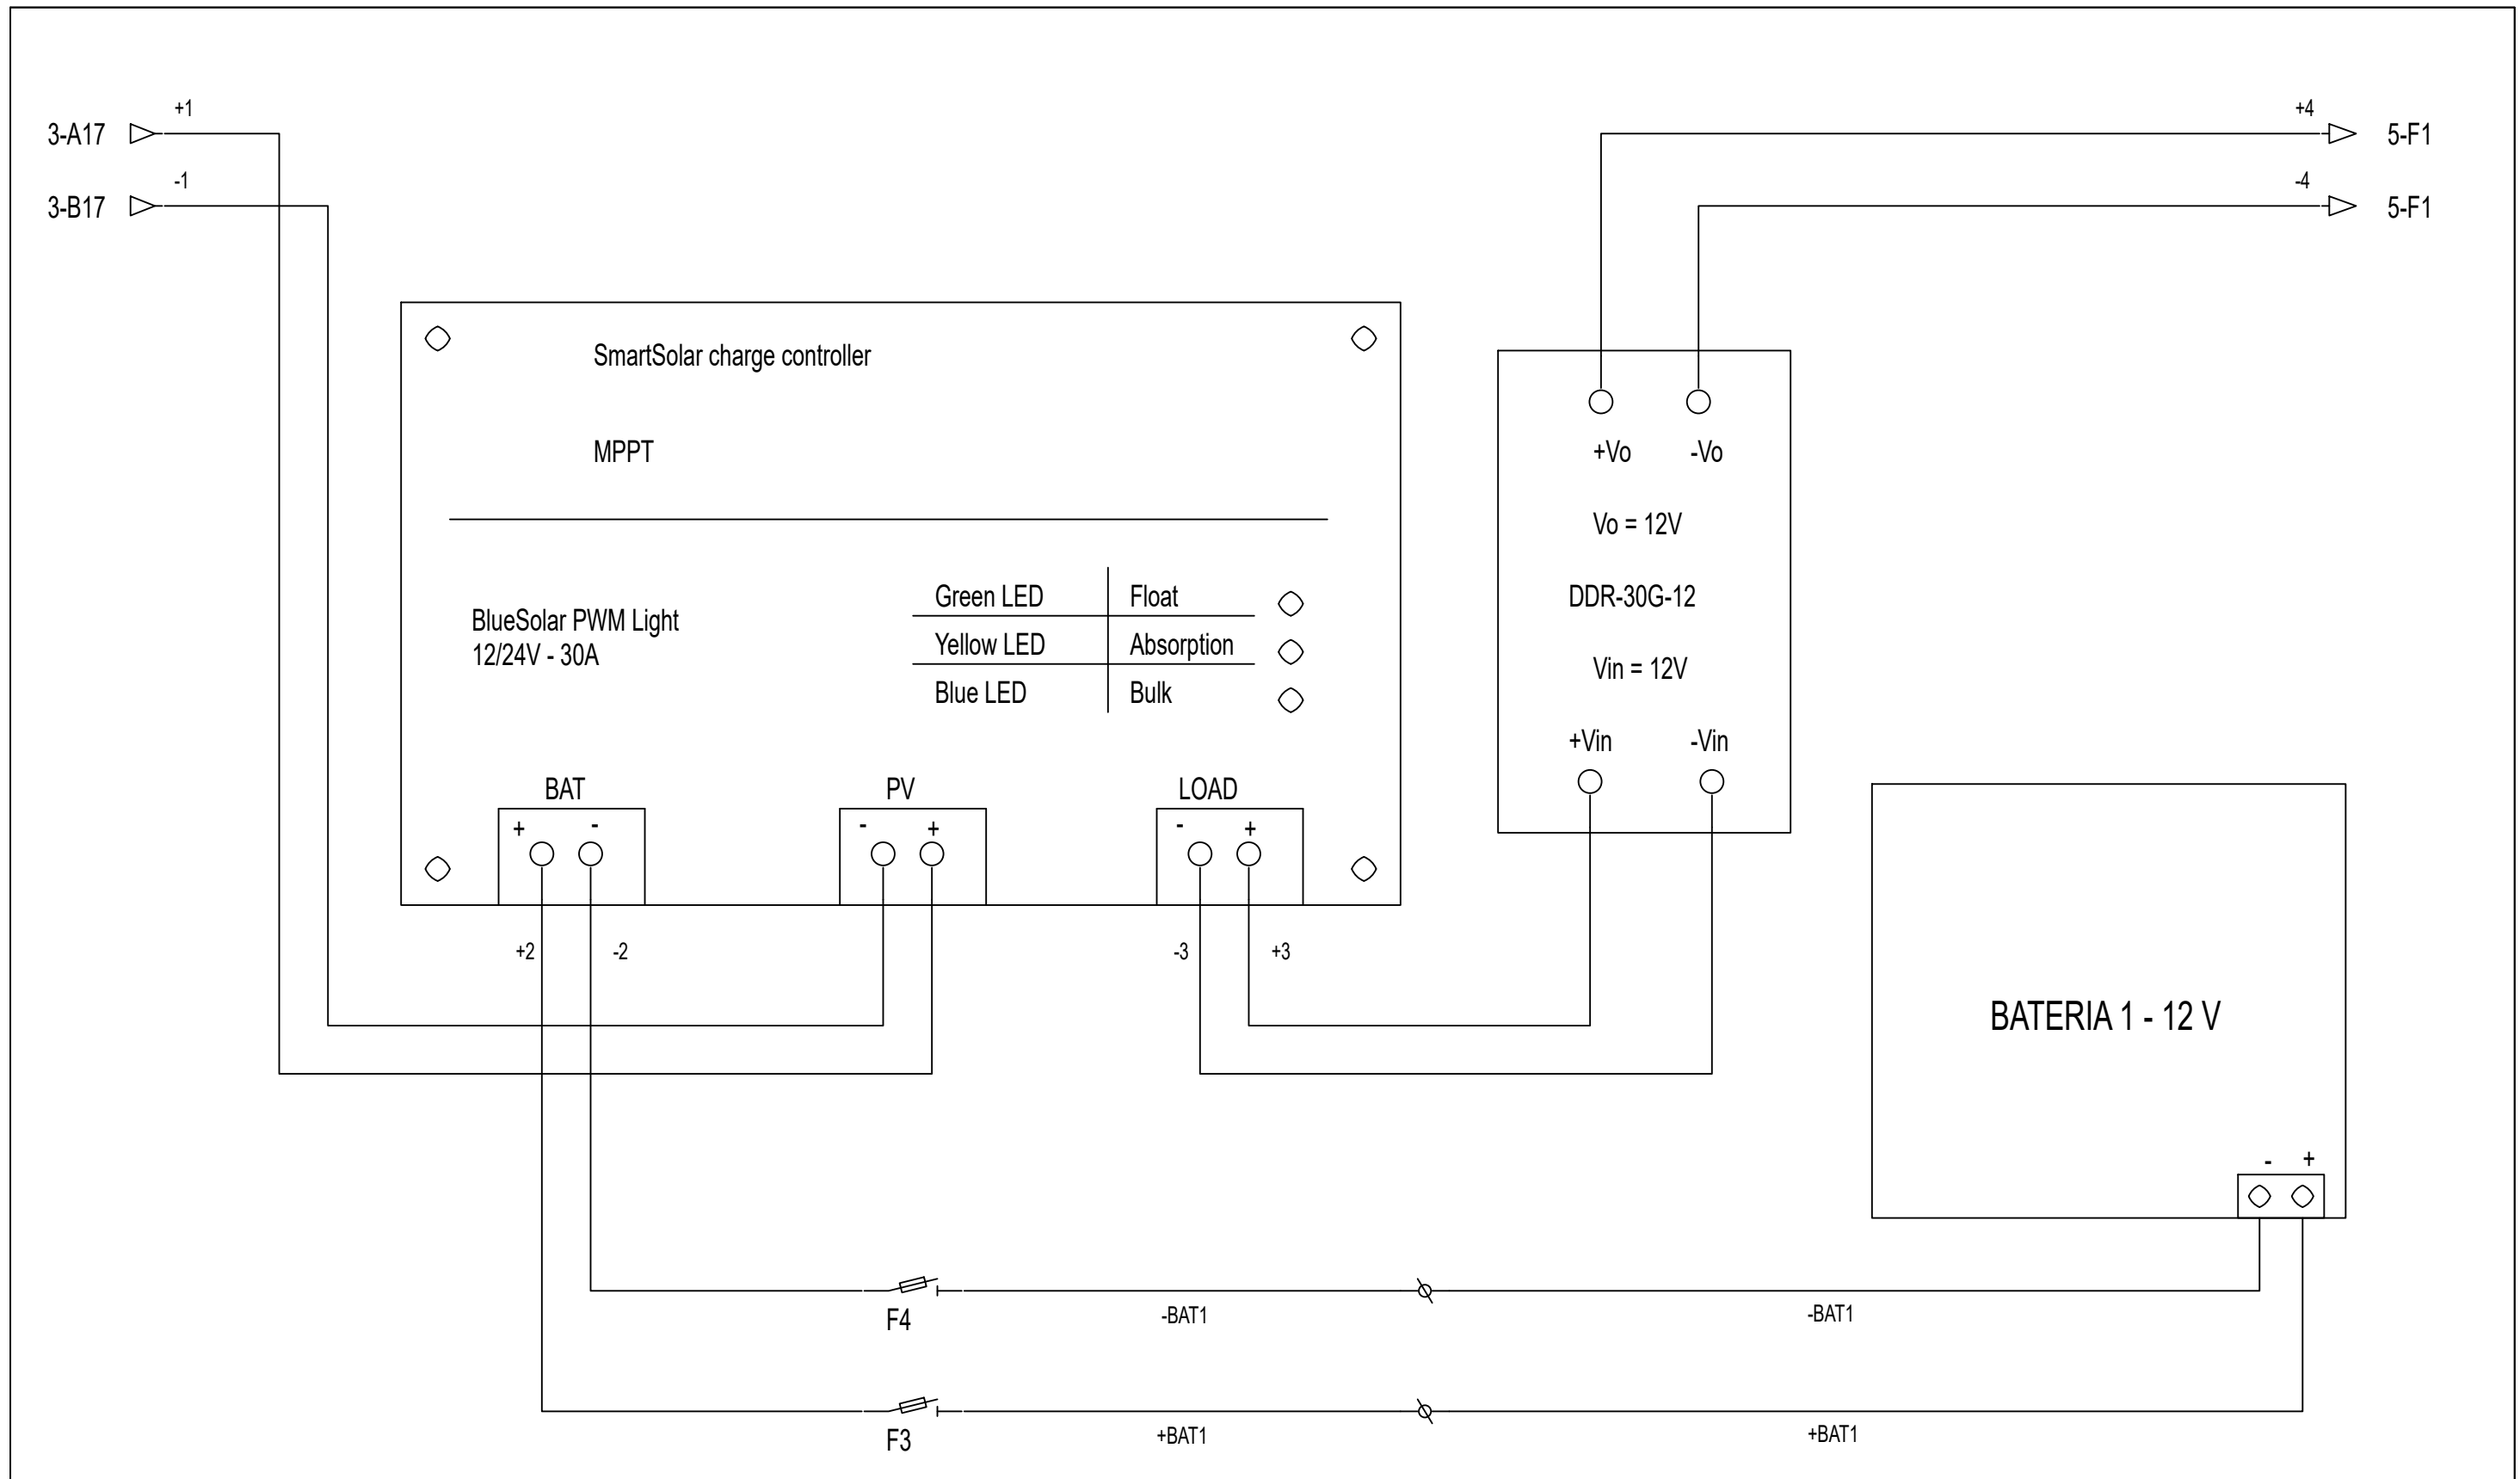 +1
3-A17
-1
3-B17
+4
5-F1
-4
5-F1
SmartSolar charge controller
MPPT
BlueSolar PWM Light
12/24V - 30A
Green LED Float
Yellow LED Absorption
Blue LED Bulk
BAT
+ -
PV
- +
LOAD
- +
+2
-2
-3
+3
+Vo -Vo
Vo = 12V
DDR-30G-12
Vin = 12V
+Vin -Vin
BATERIA 1 - 12 V
- +
F4
-BAT1
-BAT1
F3
+BAT1
+BAT1